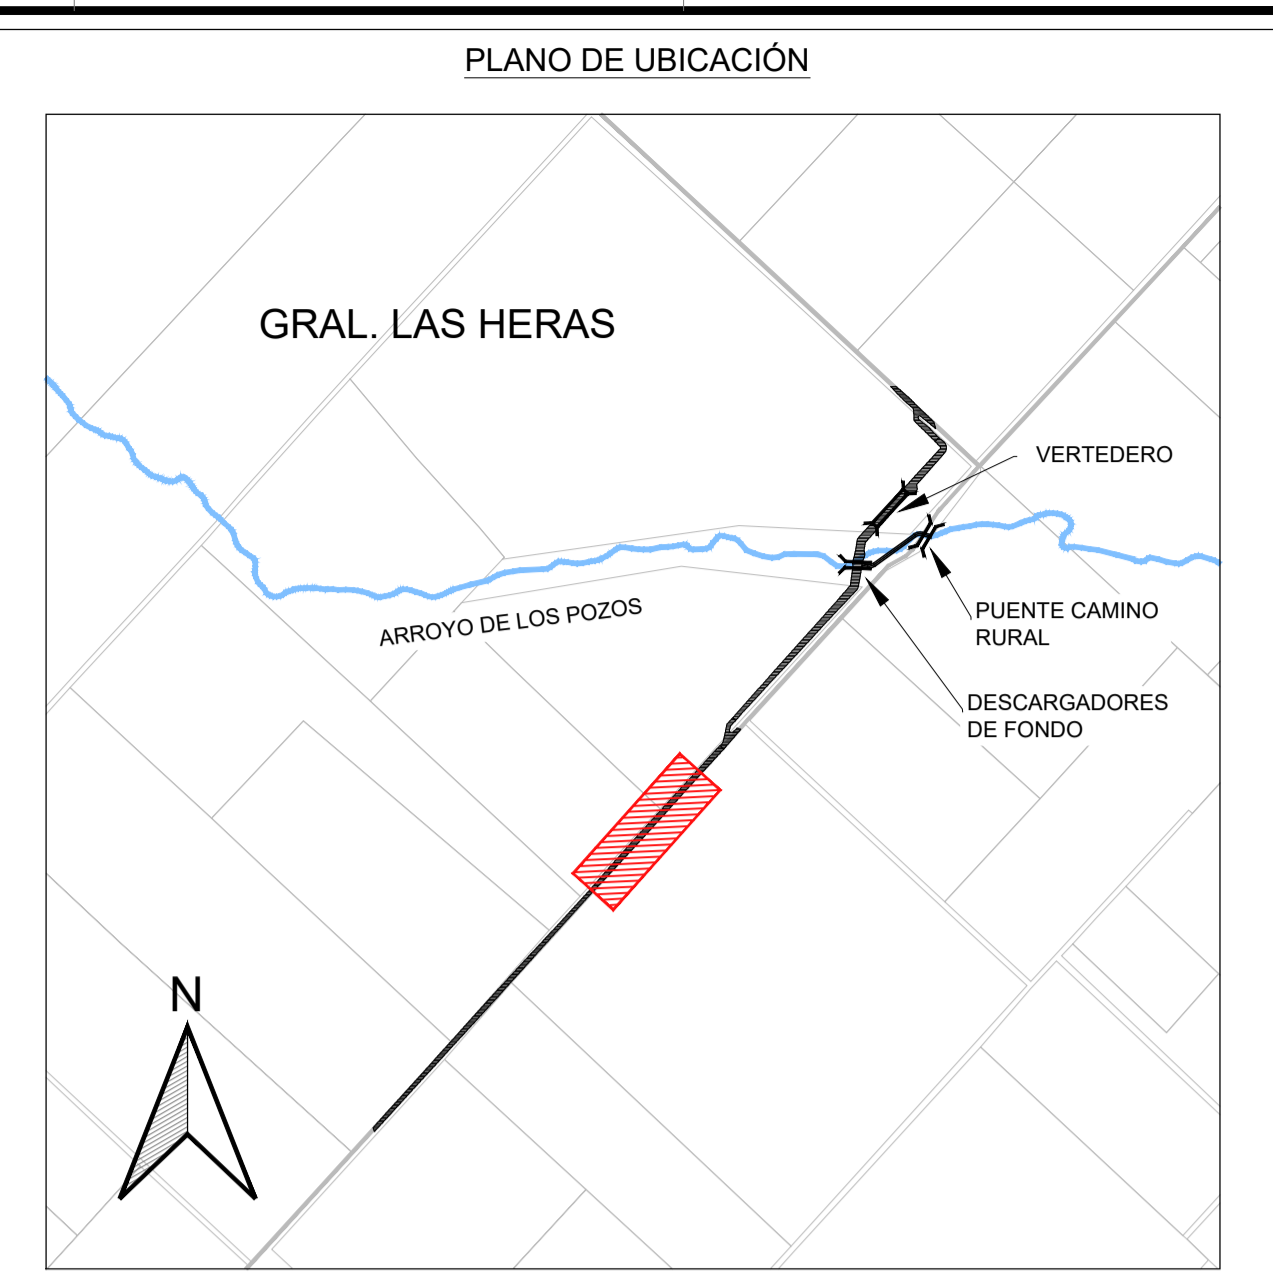 PLANO DE UBICACIÓN
GRAL. LAS HERAS
VERTEDERO
PUENTE CAMINO
RURAL
ARROYO DE LOS POZOS
DESCARGADORES
DE FONDO
N